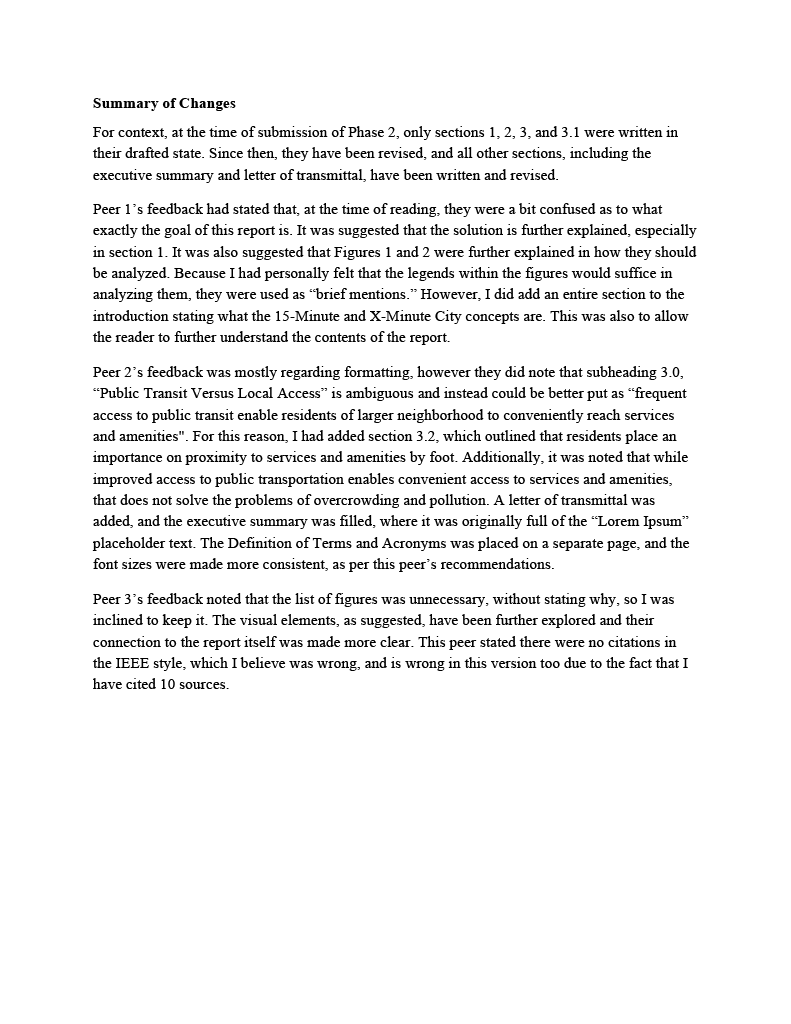 Summary of Changes
For context, at the time of submission of Phase 2, only sections 1, 2, 3, and 3.1 were written in
their drafted state. Since then, they have been revised, and all other sections, including the
executive summary and letter of transmittal, have been written and revised.
Peer 1’s feedback had stated that, at the time of reading, they were a bit confused as to what
exactly the goal of this report is. It was suggested that the solution is further explained, especially
in section 1. It was also suggested that Figures 1 and 2 were further explained in how they should
be analyzed. Because I had personally felt that the legends within the figures would suffice in
analyzing them, they were used as “brief mentions.” However, I did add an entire section to the
introduction stating what the 15-Minute and X-Minute City concepts are. This was also to allow
the reader to further understand the contents of the report.
Peer 2’s feedback was mostly regarding formatting, however they did note that subheading 3.0,
“Public Transit Versus Local Access” is ambiguous and instead could be better put as “frequent
access to public transit enable residents of larger neighborhood to conveniently reach services
and amenities". For this reason, I had added section 3.2, which outlined that residents place an
importance on proximity to services and amenities by foot. Additionally, it was noted that while
improved access to public transportation enables convenient access to services and amenities,
that does not solve the problems of overcrowding and pollution. A letter of transmittal was
added, and the executive summary was filled, where it was originally full of the “Lorem Ipsum”
placeholder text. The Definition of Terms and Acronyms was placed on a separate page, and the
font sizes were made more consistent, as per this peer’s recommendations.
Peer 3’s feedback noted that the list of figures was unnecessary, without stating why, so I was
inclined to keep it. The visual elements, as suggested, have been further explored and their
connection to the report itself was made more clear. This peer stated there were no citations in
the IEEE style, which I believe was wrong, and is wrong in this version too due to the fact that I
have cited 10 sources.